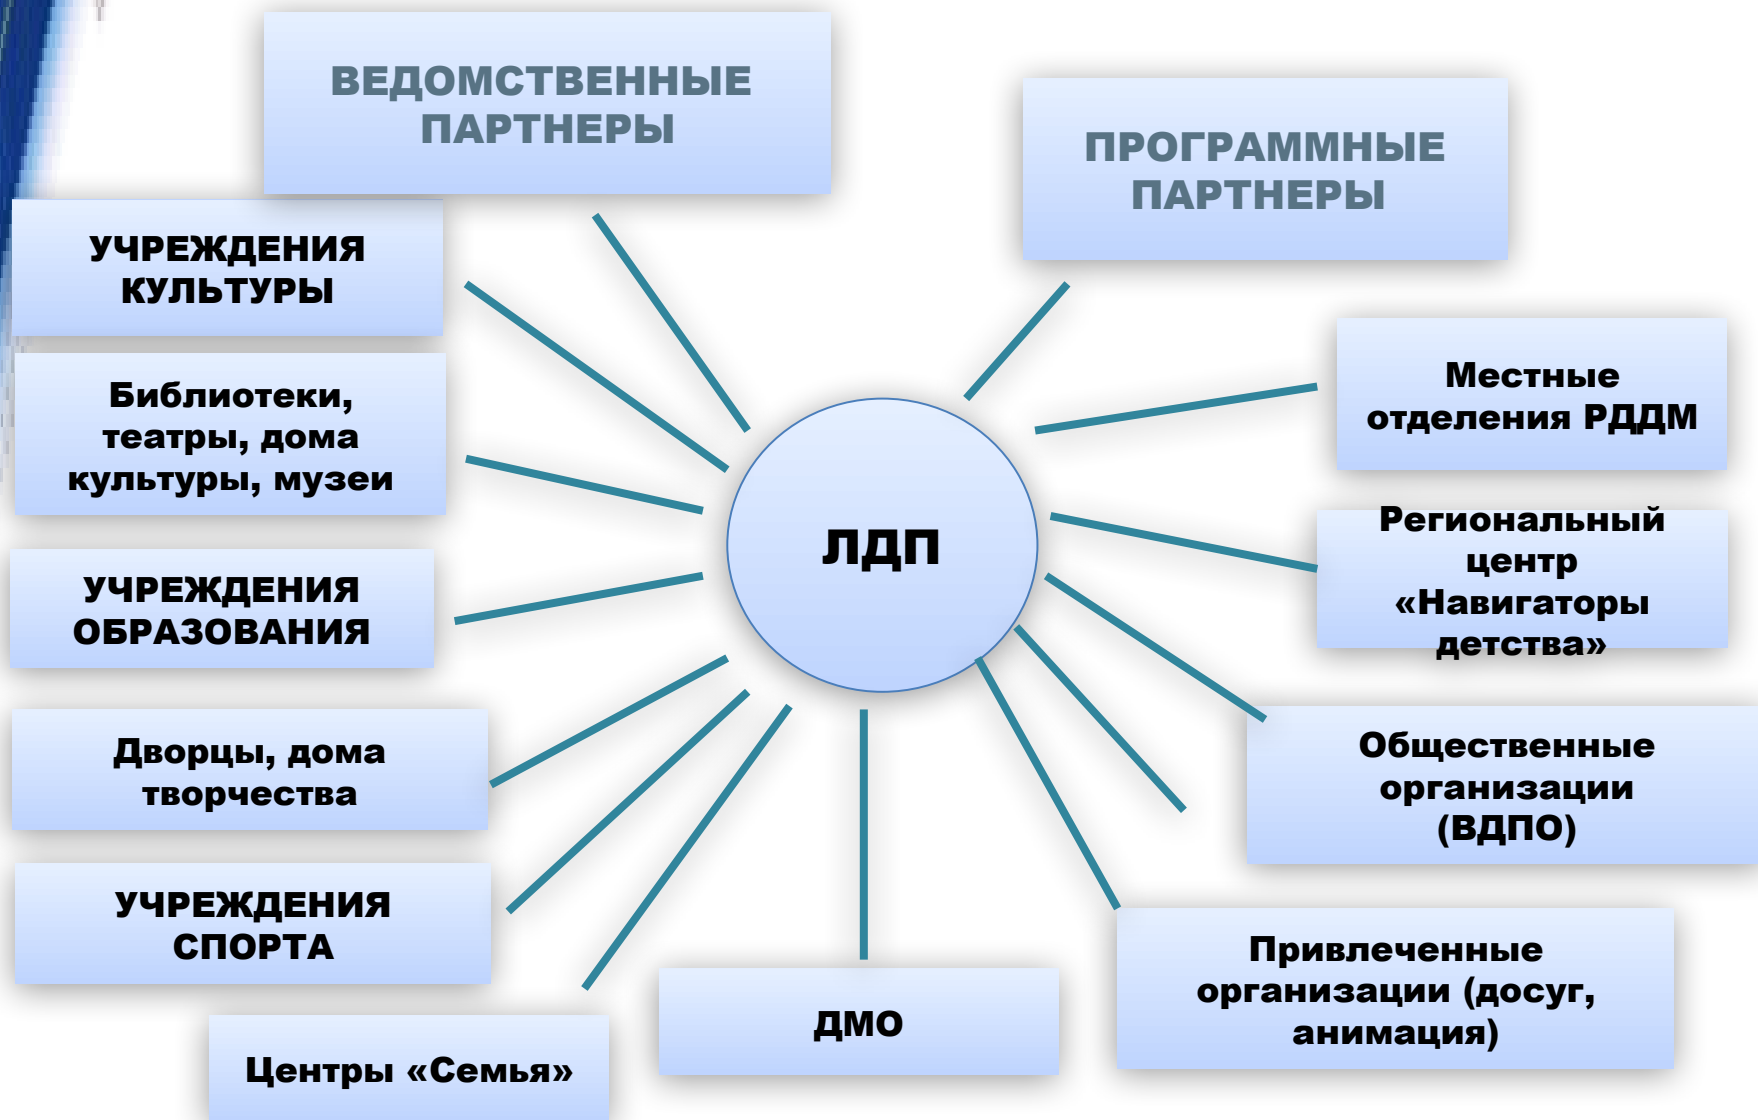 ВЕДОМСТВЕННЫЕ
ПАРТНЕРЫ
ПРОГРАММНЫЕ
ПАРТНЕРЫ
УЧРЕЖДЕНИЯ
КУЛЬТУРЫ
Библиотеки,
театры, дома
культуры, музеи
УЧРЕЖДЕНИЯ
ОБРАЗОВАНИЯ
Дворцы, дома
творчества
УЧРЕЖДЕНИЯ
СПОРТА
Центры «Семья»
ЛДП
ДМО
Местные
отделения РДДМ
Региональный
центр
«Навигаторы
детства»
Общественные
организации
(ВДПО)
Привлеченные
организации (досуг,
анимация)